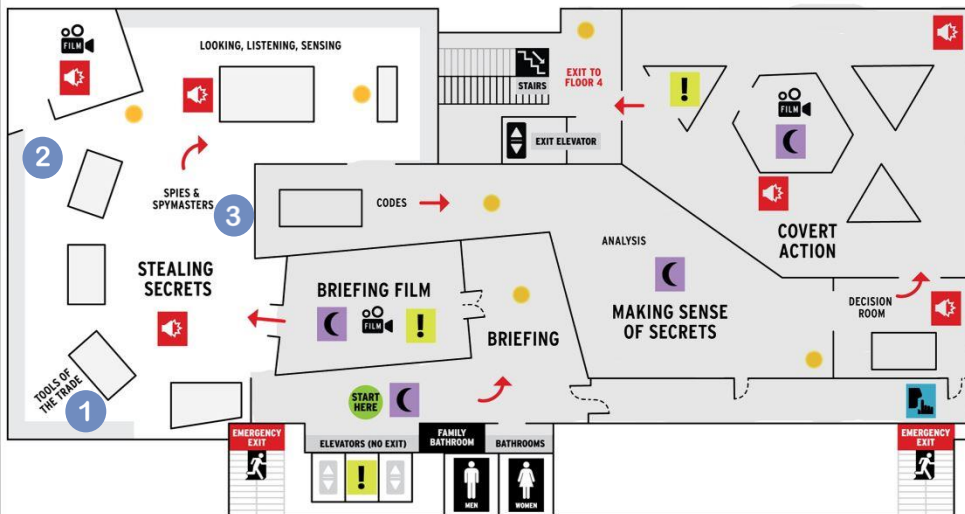 FILM
LOOKING, LISTENING, SENSING
STAIRS
EXIT TO
FLOOR 4
EXIT ELEVATOR
!
FILM
2
SPIES &
SPYMASTERS
3
CODES
COVERT
ACTION
ANALYSIS
STEALING
SECRETS
BRIEFING FILM
FILM
!
BRIEFING
MAKING SENSE
OF SECRETS
DECISION
ROOM
TOOLS OF
THE TRADE
1
START
HERE
EMERGENCY
EXIT
ELEVATORS (NO EXIT)
!
FAMILY
BATHROOM
BATHROOMS
MEN
WOMEN
EMERGENCY
EXIT